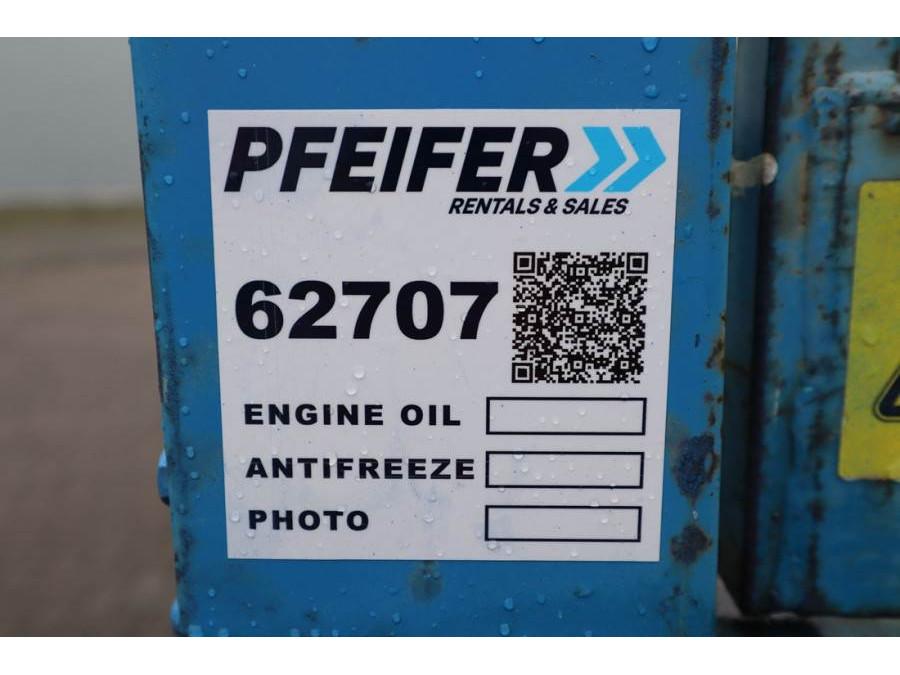 PFEIFER
RENTALS & SALES
62707
ENGINE OIL
ANTIFREEZE
PHOTO